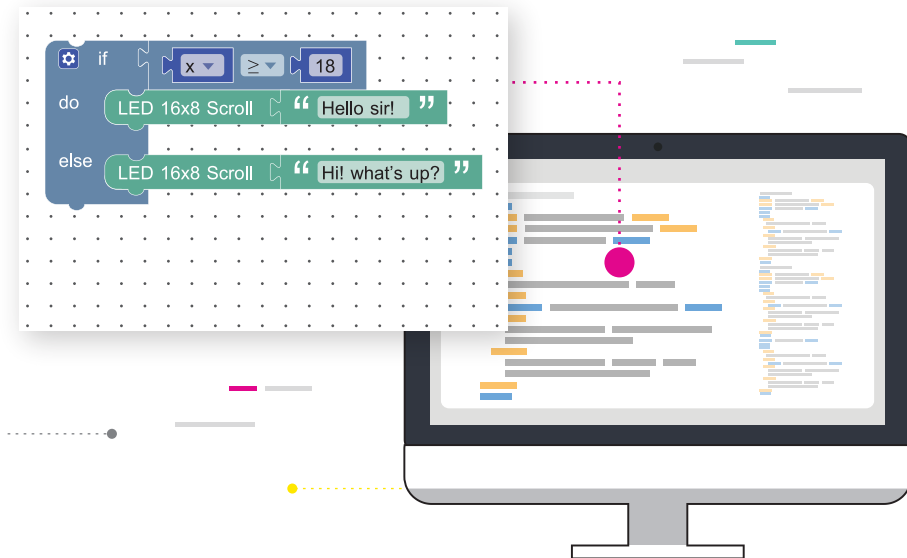 if x ≥ 18
do LED 16x8 Scroll “ Hello sir! ”
else LED 16x8 Scroll “ Hi! what's up? ”